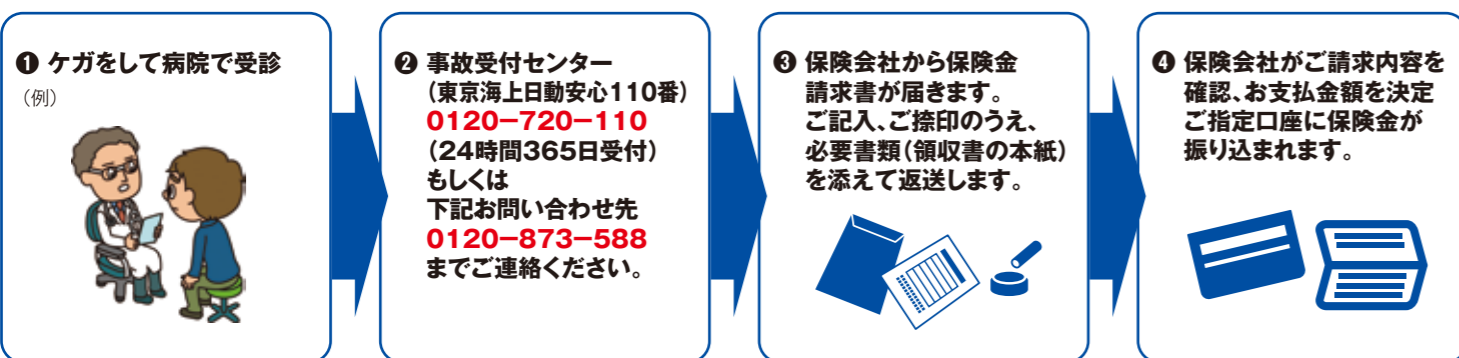 ❶ ケガをして病院で受診
（例）
❷ 事故受付センター
（東京海上日動安心110番）
0120−720−110
（24時間365日受付）
もしくは
下記お問い合わせ先
0120−873−588
までご連絡ください。
❸ 保険会社から保険金
請求書が届きます。
ご記入、ご捺印のうえ、
必要書類（領収書の本紙）
を添えて返送します。
❹ 保険会社がご請求内容を
確認、お支払金額を決定
ご指定口座に保険金が
振り込まれます。